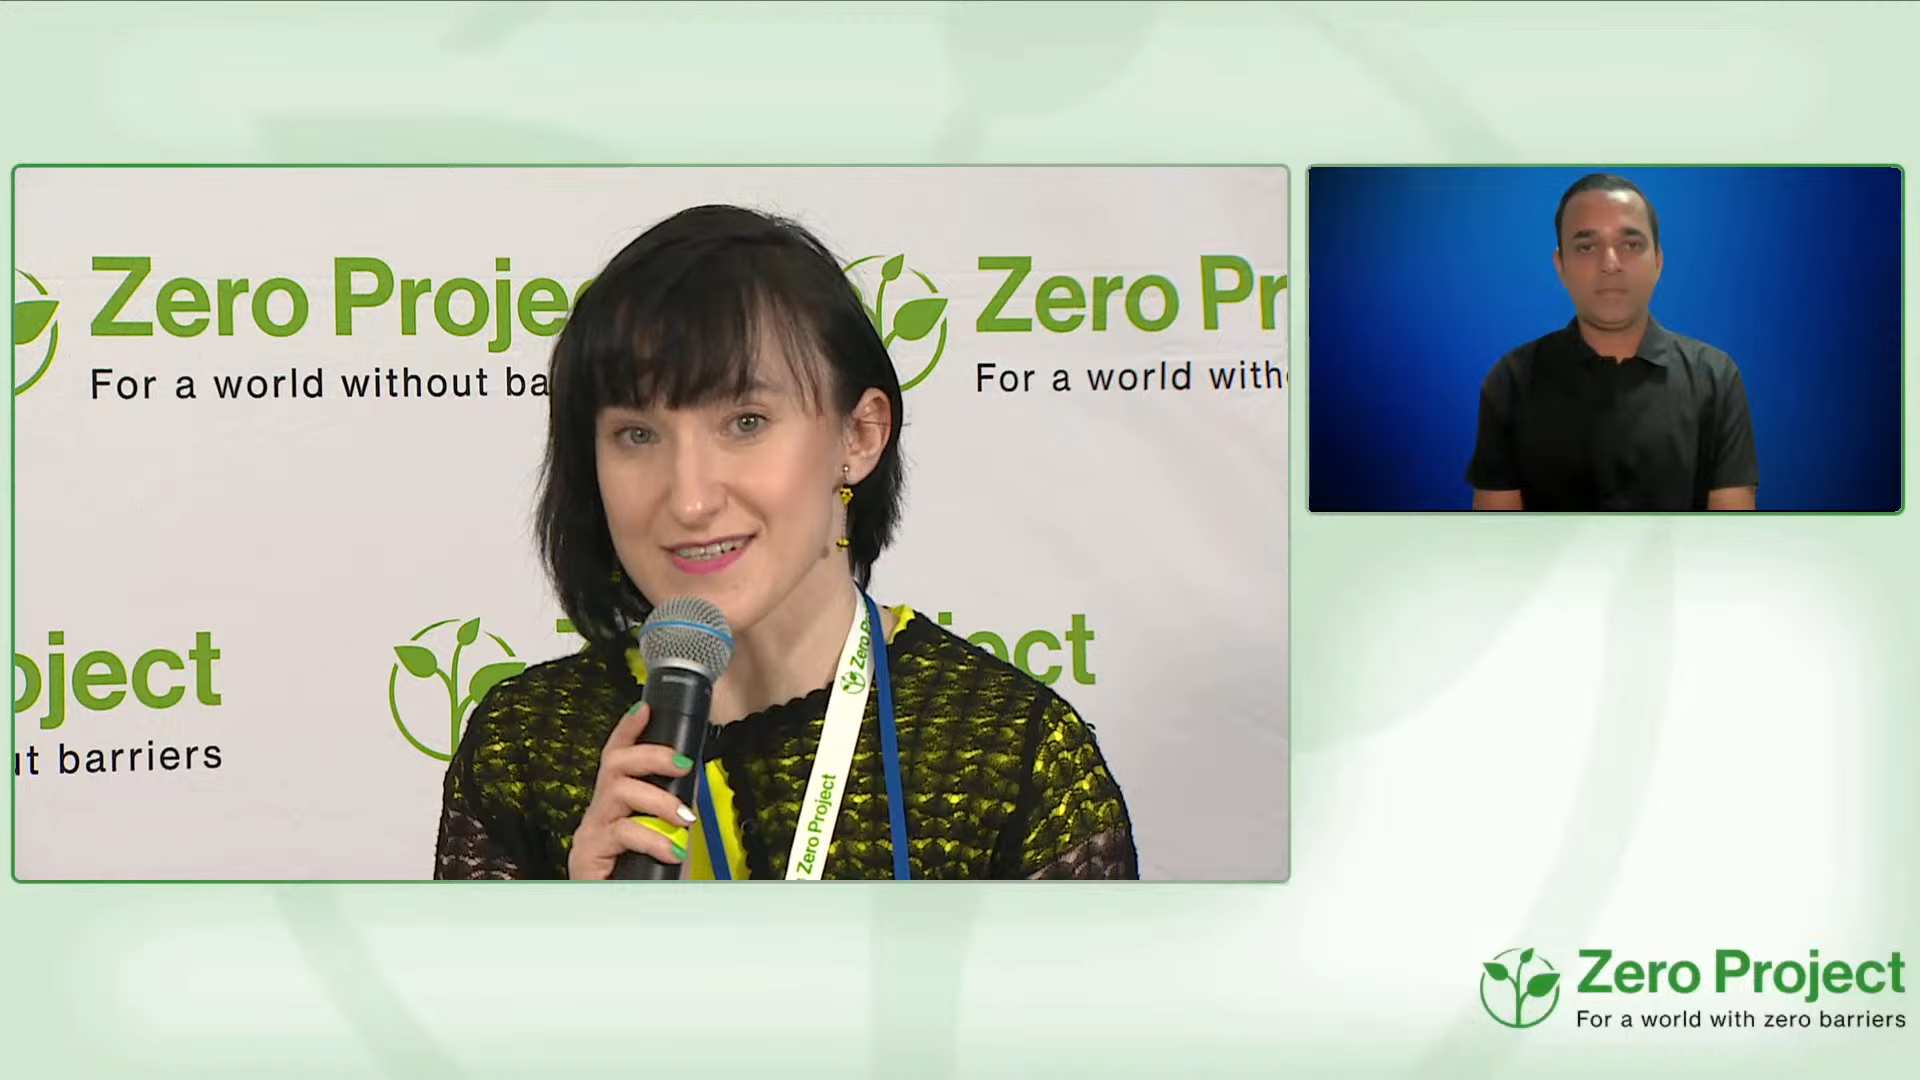 Zero Projec
For a world without ba
Zero Pr
For a world with
oject
ut barriers
ject
Zero P
Zero Project
Zero Project
For a world with zero barriers